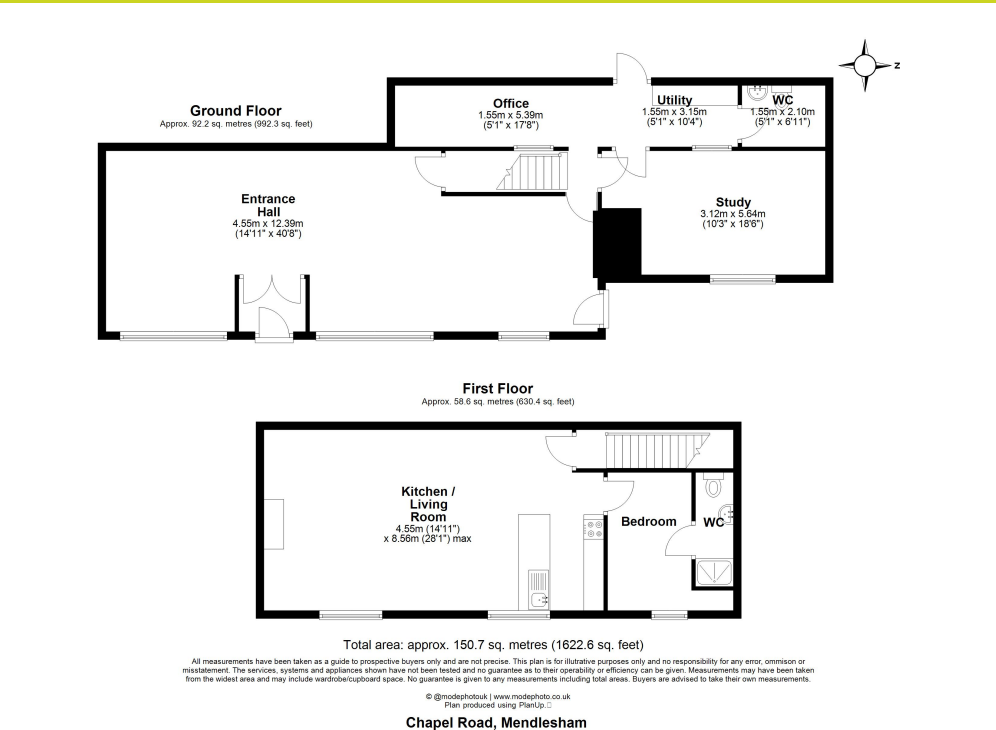 Z
Ground Floor
Approx. 92.2 sq. metres (992.3 sq. feet)
Office
1.55m x 5.39m
(5'1" x 17'8")
Utility
1.55m x 3.15m
(5'1" x 10'4")
WC
1.55m x 2.10m
(5'1" x 6'11")
Entrance
Hall
4.55m x 12.39m
(14'11" x 40'8")
Study
3.12m x 5.64m
(10'3" x 18'6")
First Floor
Approx. 58.6 sq. metres (630.4 sq. feet)
Kitchen /
Living
Room
4.55m (14'11")
x 8.56m (28'1") max
Bedroom
WC
Total area: approx. 150.7 sq. metres (1622.6 sq. feet)
All measurements have been taken as a guide to prospective buyers only and are not precise. This plan is for illutrative purposes only and no responsibility for any error, ommison or
misstatement. The services, systems and appliances shown have not been tested and no guarantee as to their operability or efficiency can be given. Measurements may have been taken
from the widest area and may include wardrobe/cupboard space. No guarantee is given to any measurements including total areas. Buyers are advised to take their own measurements.
© @modephotouk | www.modephoto.co.uk
Plan produced using PlanUp.
Chapel Road, Mendlesham